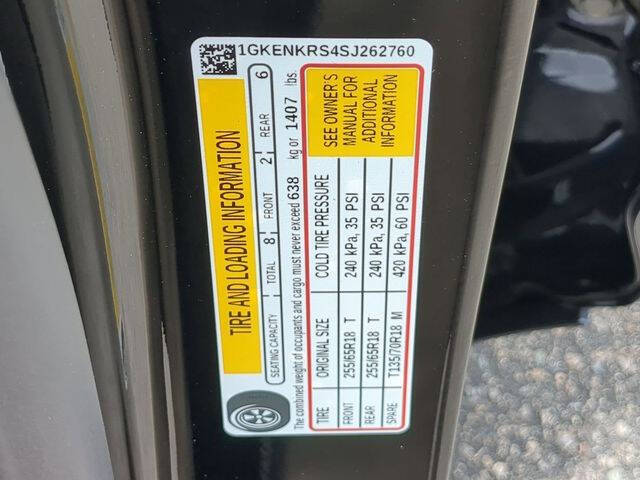 1GKENKRS4SJ262760
TIRE AND LOADING INFORMATION
SEATING CAPACITY TOTAL 8 FRONT 2 REAR 6
The combined weight of occupants and cargo must never exceed 638 kg or 1407 lbs
TIRE ORIGINAL SIZE COLD TIRE PRESSURE
FRONT 255/65R18 T 240 kPa, 35 PSI
REAR 255/65R18 T 240 kPa, 35 PSI
SPARE T135/70R18 M 420 kPa, 60 PSI
SEE OWNER'S
MANUAL FOR
ADDITIONAL
INFORMATION